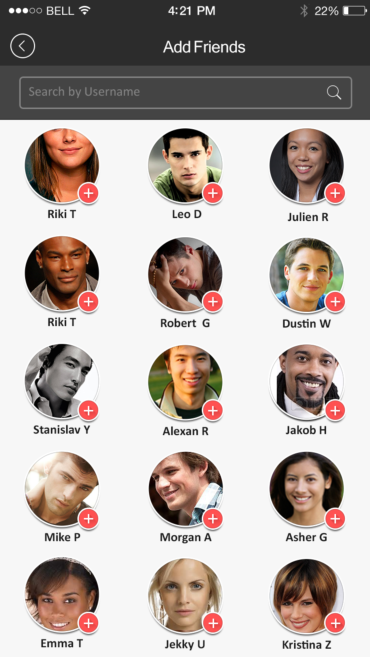 BELL 4:21 PM 22%
Add Friends
Search by Username
Riki T Leo D Julien R
Riki T Robert G Dustin W
Stanislav Y Alexan R Jakob H
Mike P Morgan A Asher G
Emma T Jekky U Kristina Z